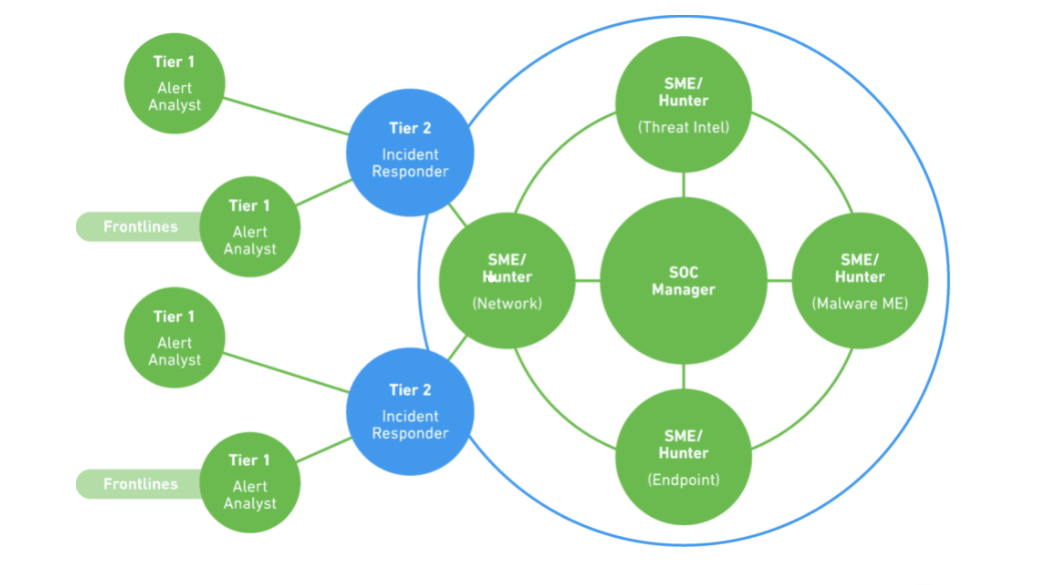 Tier 1
Alert
Analyst
Frontlines
Tier 1
Alert
Analyst
Tier 1
Alert
Analyst
Frontlines
Tier 1
Alert
Analyst
Tier 2
Incident
Responder
Tier 2
Incident
Responder
SME/
Hunter
(Threat Intel)
SME/
Hunter
(Network)
SOC
Manager
SME/
Hunter
(Malware ME)
SME/
Hunter
(Endpoint)